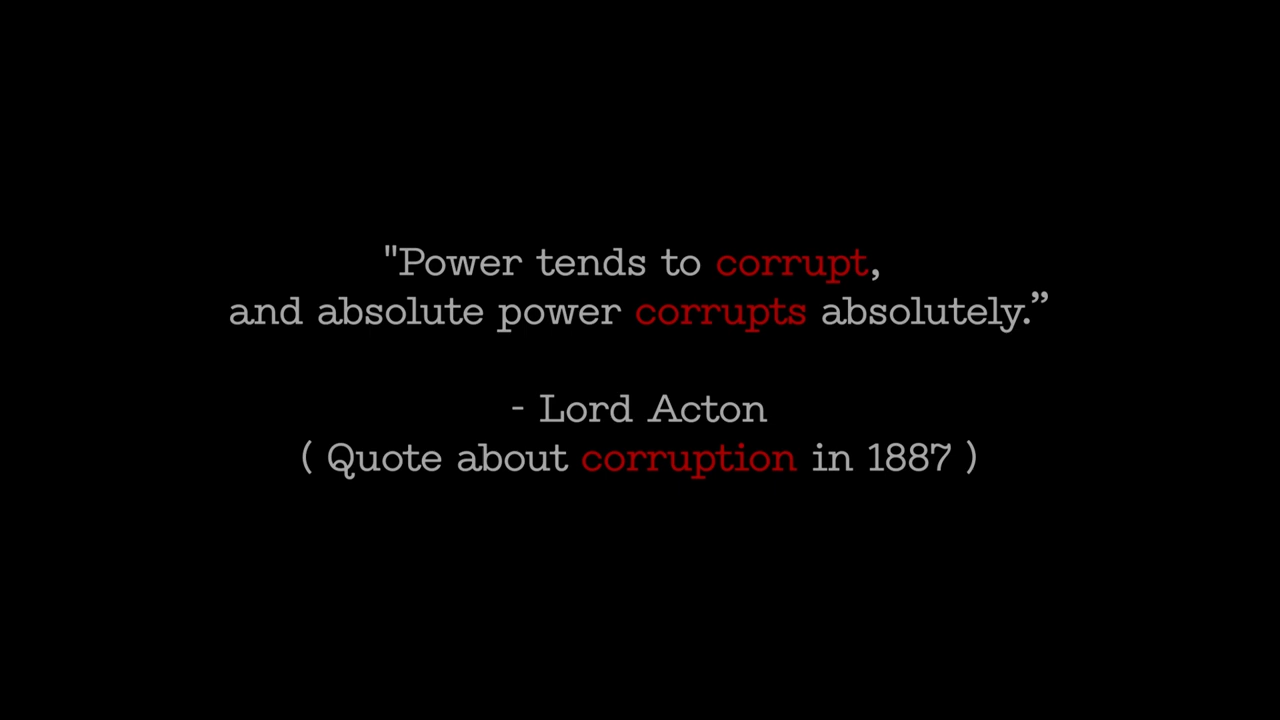 "Power tends to corrupt,
and absolute power corrupts absolutely.”
- Lord Acton
( Quote about corruption in 1887 )